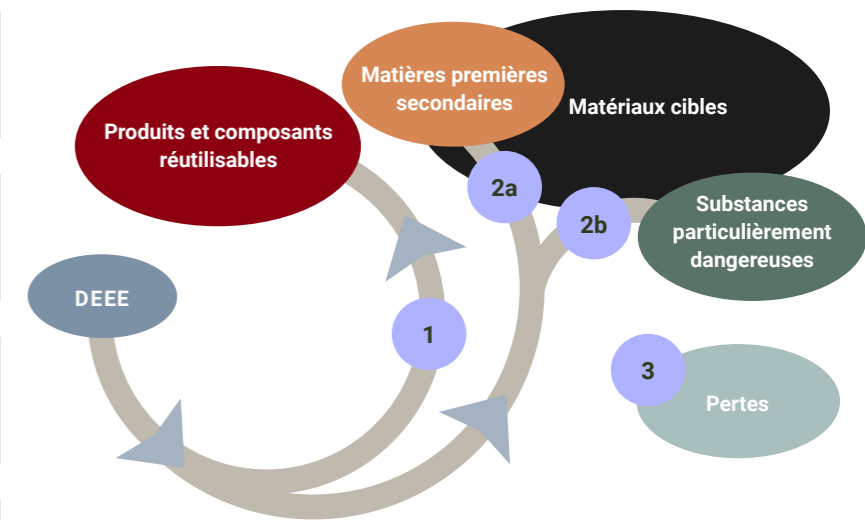 Matières premières
secondaires
Matériaux cibles
Produits et composants
réutilisables
2a
2b
Substances
particulièrement
dangereuses
DEEE
1
3
Pertes